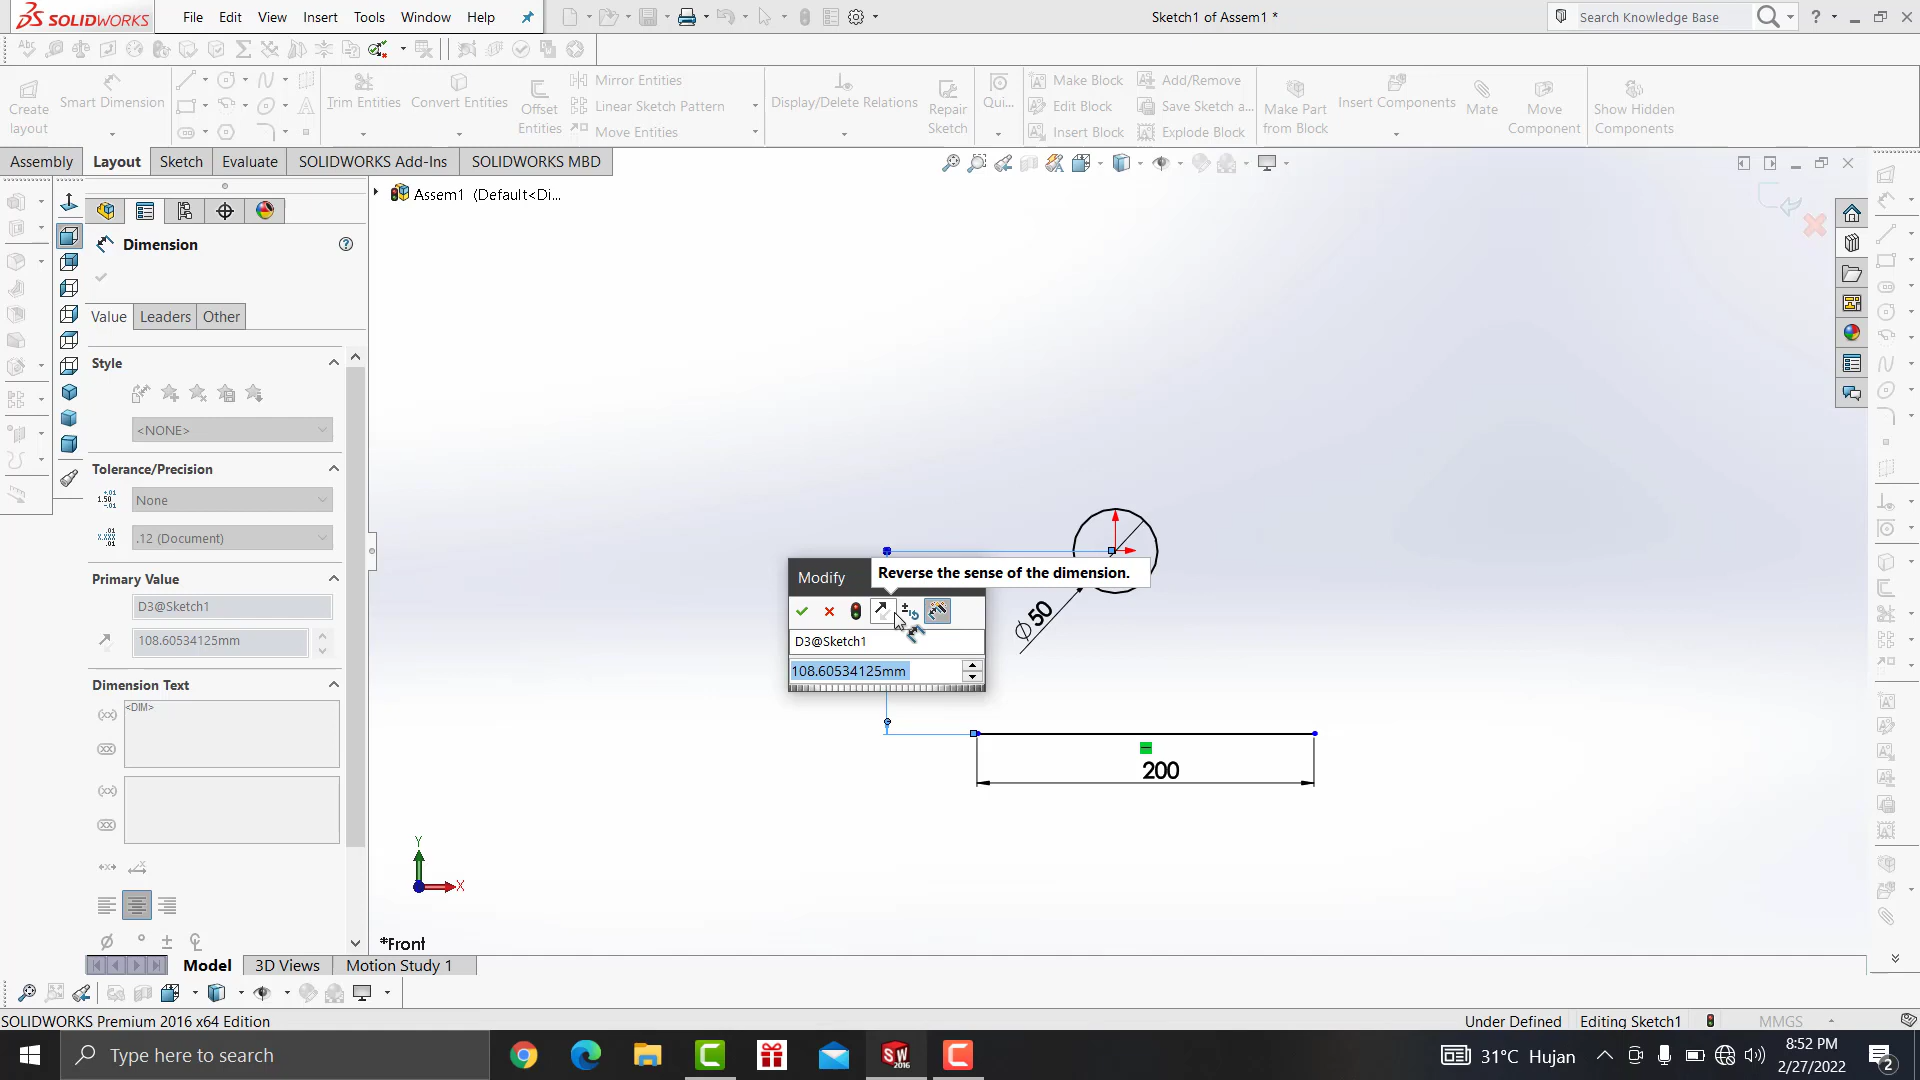 SOLIDWORKS
File Edit View Insert Tools Window Help
Sketch1 of Assem1 *
Search Knowledge Base
Create layout
Smart Dimension
Trim Entities
Convert Entities
Offset Entities
Mirror Entities
Linear Sketch Pattern
Move Entities
Display/Delete Relations
Repair Sketch
Qui...
Make Block
Edit Block
Insert Block
Add/Remove
Save Sketch a...
Explode Block
Make Part from Block
Insert Components
Mate
Move Component
Show Hidden Components
Assembly Layout Sketch Evaluate SOLIDWORKS Add-Ins SOLIDWORKS MBD
Assem1 (Default<Di...
Dimension
Value Leaders Other
Style
<NONE>
Tolerance/Precision
None
.12 (Document)
Primary Value
D3@Sketch1
108.60534125mm
Dimension Text
<DIM>
Modify
Reverse the sense of the dimension.
D3@Sketch1
108.60534125mm
∅50
200
Y
X
*Front
Model 3D Views Motion Study 1
SOLIDWORKS Premium 2016 x64 Edition
Under Defined Editing Sketch1 MMGS
Type here to search
31°C Hujan
8:52 PM
2/27/2022
2